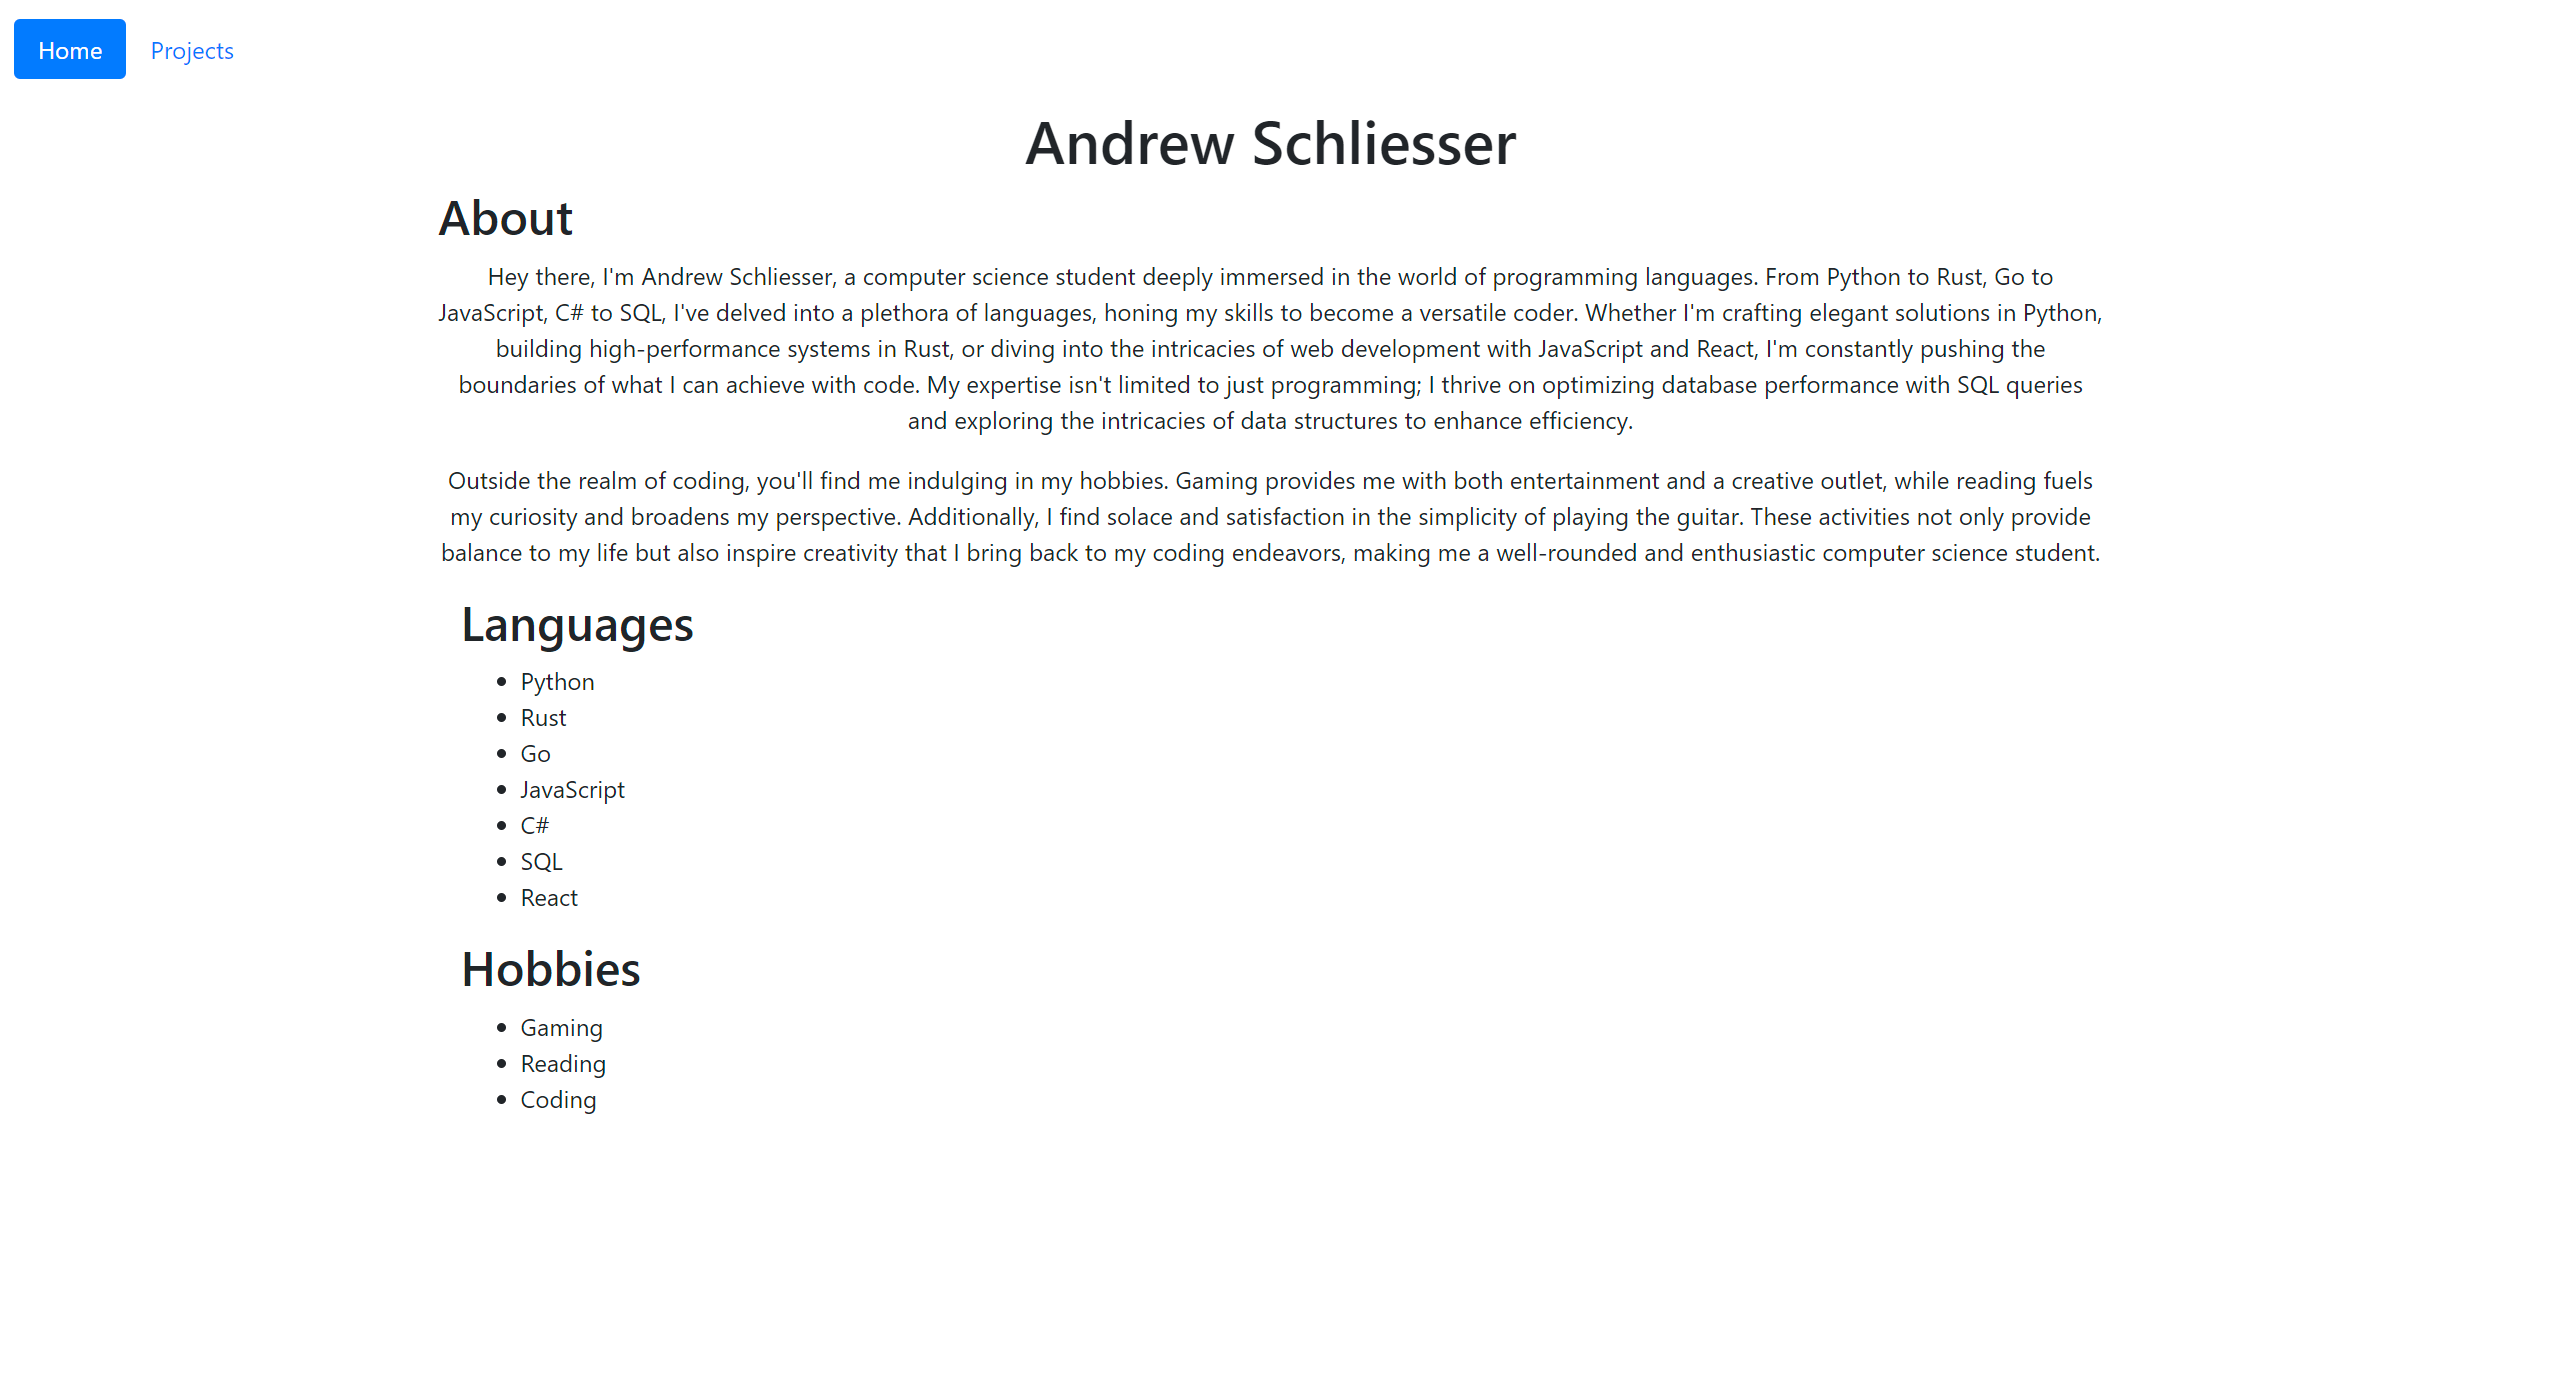 Home Projects
Andrew Schliesser
About
Hey there, I'm Andrew Schliesser, a computer science student deeply immersed in the world of programming languages. From Python to Rust, Go to
JavaScript, C# to SQL, I've delved into a plethora of languages, honing my skills to become a versatile coder. Whether I'm crafting elegant solutions in Python,
building high-performance systems in Rust, or diving into the intricacies of web development with JavaScript and React, I'm constantly pushing the
boundaries of what I can achieve with code. My expertise isn't limited to just programming; I thrive on optimizing database performance with SQL queries
and exploring the intricacies of data structures to enhance efficiency.
Outside the realm of coding, you'll find me indulging in my hobbies. Gaming provides me with both entertainment and a creative outlet, while reading fuels
my curiosity and broadens my perspective. Additionally, I find solace and satisfaction in the simplicity of playing the guitar. These activities not only provide
balance to my life but also inspire creativity that I bring back to my coding endeavors, making me a well-rounded and enthusiastic computer science student.
Languages
• Python
• Rust
• Go
• JavaScript
• C#
• SQL
• React
Hobbies
• Gaming
• Reading
• Coding